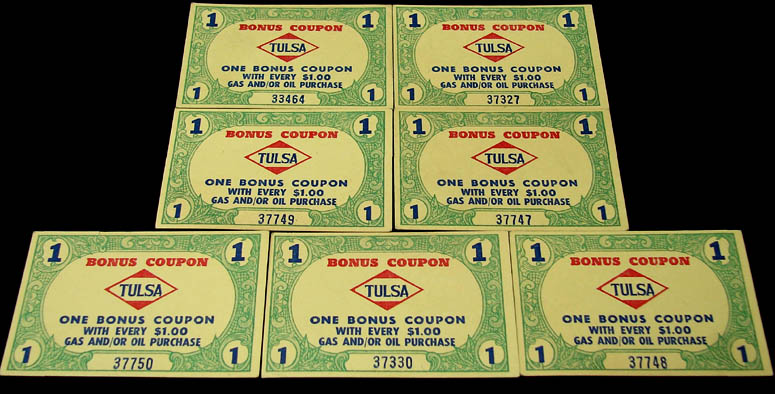 1 1
BONUS COUPON
TULSA
ONE BONUS COUPON
WITH EVERY $1.00
GAS AND/OR OIL PURCHASE
1 33464 1
1 1
BONUS COUPON
TULSA
ONE BONUS COUPON
WITH EVERY $1.00
GAS AND/OR OIL PURCHASE
1 37327 1
1 1
BONUS COUPON
TULSA
ONE BONUS COUPON
WITH EVERY $1.00
GAS AND/OR OIL PURCHASE
1 37749 1
1 1
BONUS COUPON
TULSA
ONE BONUS COUPON
WITH EVERY $1.00
GAS AND/OR OIL PURCHASE
1 37747 1
1 1
BONUS COUPON
TULSA
ONE BONUS COUPON
WITH EVERY $1.00
GAS AND/OR OIL PURCHASE
1 37750 1
1 1
BONUS COUPON
TULSA
ONE BONUS COUPON
WITH EVERY $1.00
GAS AND/OR OIL PURCHASE
1 37330 1
1 1
BONUS COUPON
TULSA
ONE BONUS COUPON
WITH EVERY $1.00
GAS AND/OR OIL PURCHASE
1 37748 1